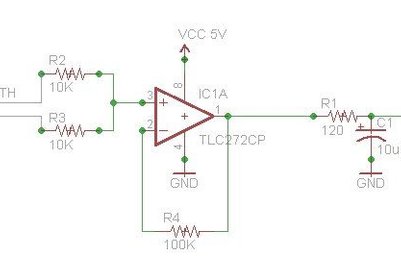 VCC 5V
R2
TH
10K
R3
10K
3
8
IC1A
+
1
2
4
TLC272CP
GND
R4
100K
R1
120
+
C1
10u
GND